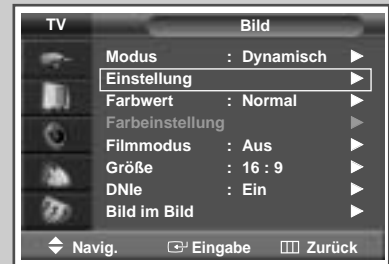 TV Bild
Modus : Dynamisch
Einstellung
Farbwert : Normal
Farbeinstellung
Filmmodus : Aus
Größe : 16 : 9
DNIe : Ein
Bild im Bild
Navig. Eingabe Zurück